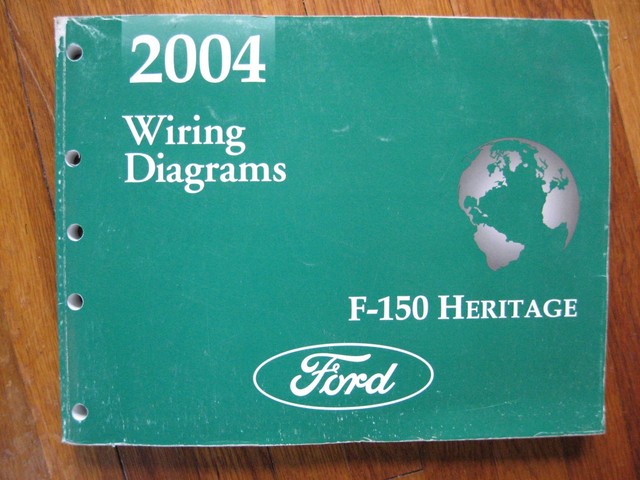 2004
Wiring
Diagrams
F-150 HERITAGE
Ford